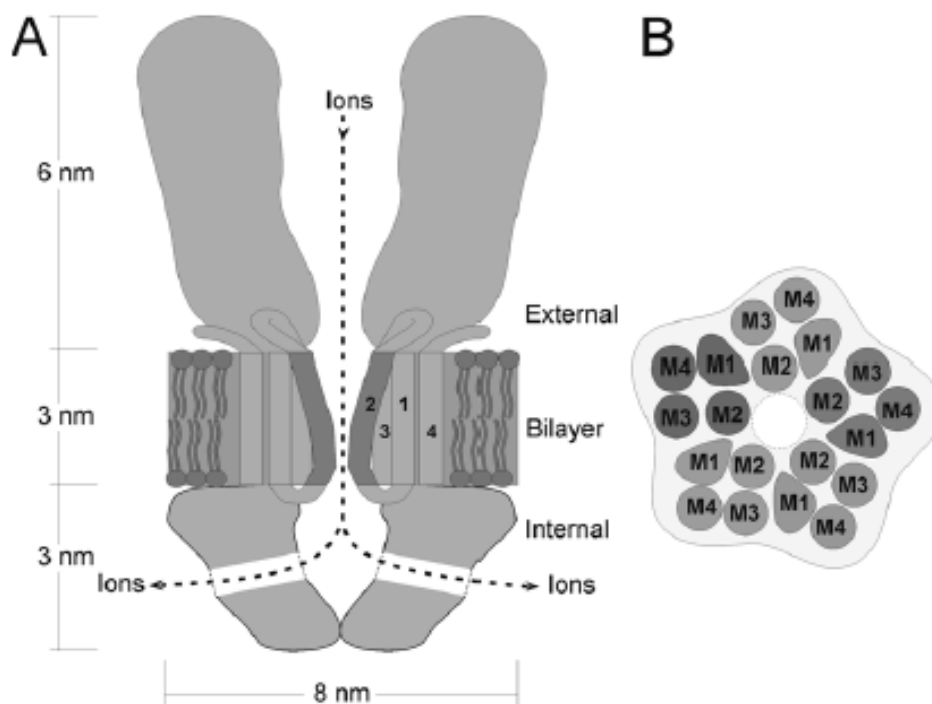 A
Ions
6 nm
External
2
1
3
4
3 nm
Bilayer
Internal
3 nm
Ions
Ions
8 nm
B
M4
M3
M1
M2
M4
M1
M3
M2
M4
M3
M2
M1
M1
M2
M2
M3
M4
M3
M1
M4